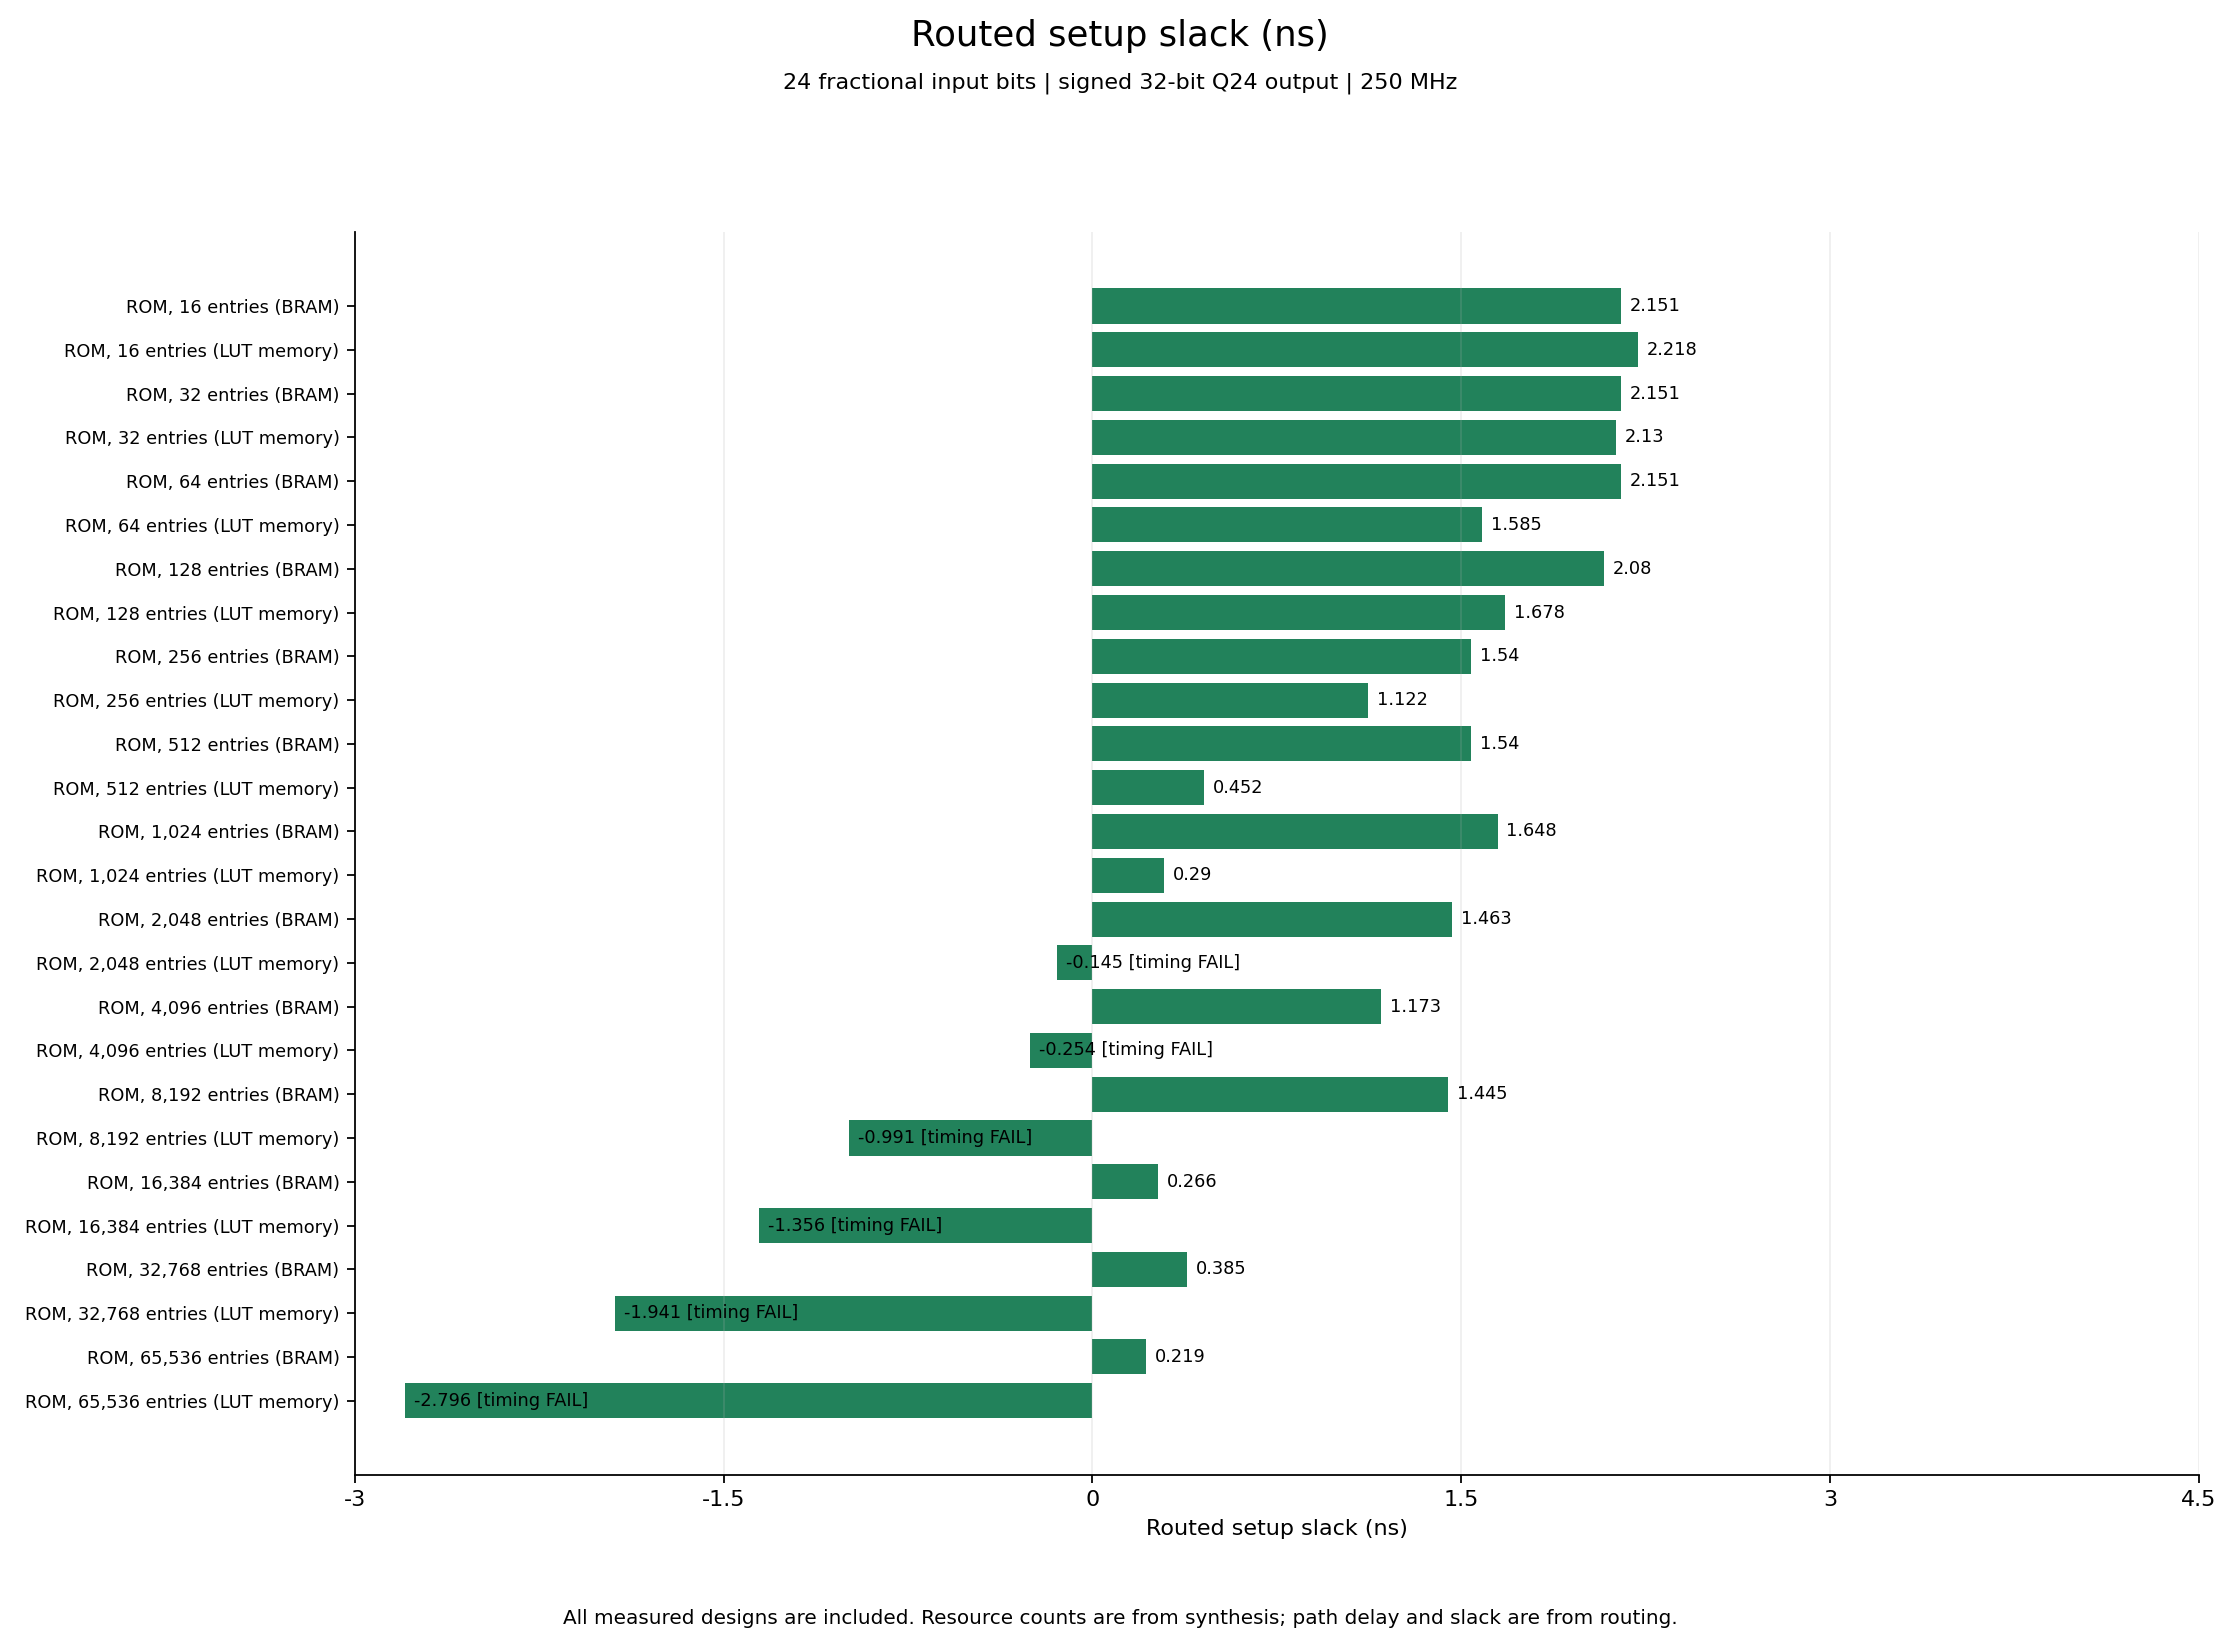 Routed setup slack (ns)
24 fractional input bits | signed 32-bit Q24 output | 250 MHz
ROM, 16 entries (BRAM) 2.151
ROM, 16 entries (LUT memory) 2.218
ROM, 32 entries (BRAM) 2.151
ROM, 32 entries (LUT memory) 2.13
ROM, 64 entries (BRAM) 2.151
ROM, 64 entries (LUT memory) 1.585
ROM, 128 entries (BRAM) 2.08
ROM, 128 entries (LUT memory) 1.678
ROM, 256 entries (BRAM) 1.54
ROM, 256 entries (LUT memory) 1.122
ROM, 512 entries (BRAM) 1.54
ROM, 512 entries (LUT memory) 0.452
ROM, 1,024 entries (BRAM) 1.648
ROM, 1,024 entries (LUT memory) 0.29
ROM, 2,048 entries (BRAM) 1.463
ROM, 2,048 entries (LUT memory) -0.145 [timing FAIL]
ROM, 4,096 entries (BRAM) 1.173
ROM, 4,096 entries (LUT memory) -0.254 [timing FAIL]
ROM, 8,192 entries (BRAM) 1.445
ROM, 8,192 entries (LUT memory) -0.991 [timing FAIL]
ROM, 16,384 entries (BRAM) 0.266
ROM, 16,384 entries (LUT memory) -1.356 [timing FAIL]
ROM, 32,768 entries (BRAM) 0.385
ROM, 32,768 entries (LUT memory) -1.941 [timing FAIL]
ROM, 65,536 entries (BRAM) 0.219
ROM, 65,536 entries (LUT memory) -2.796 [timing FAIL]
-3 -1.5 0 1.5 3 4.5
Routed setup slack (ns)
All measured designs are included. Resource counts are from synthesis; path delay and slack are from routing.